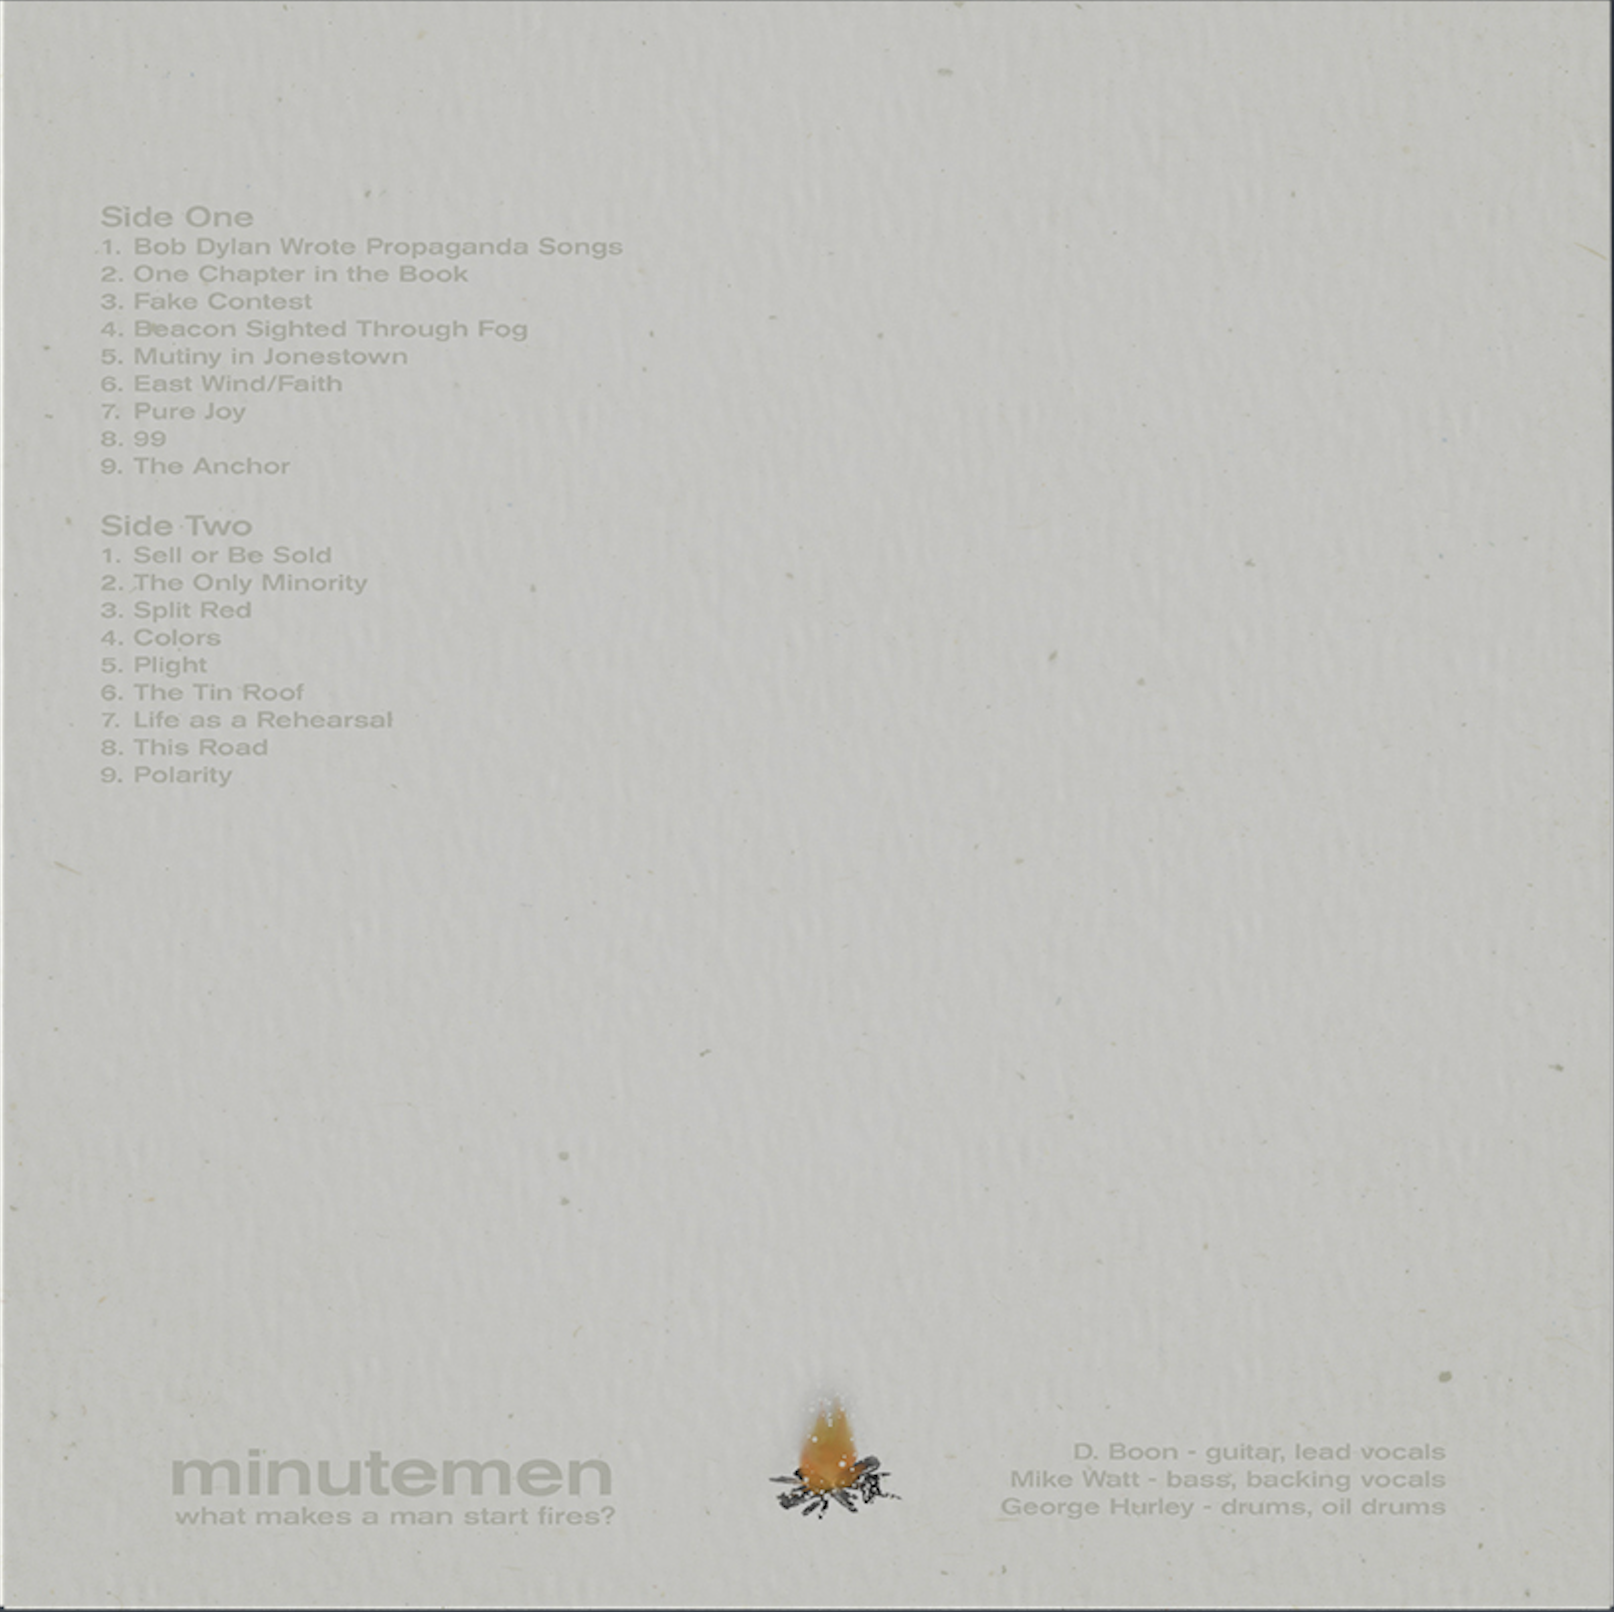 Side One
1. Bob Dylan Wrote Propaganda Songs
2. One Chapter in the Book
3. Fake Contest
4. Beacon Sighted Through Fog
5. Mutiny in Jonestown
6. East Wind/Faith
7. Pure Joy
8. 99
9. The Anchor
Side Two
1. Sell or Be Sold
2. The Only Minority
3. Split Red
4. Colors
5. Plight
6. The Tin Roof
7. Life as a Rehearsal
8. This Road
9. Polarity
minutemen
what makes a man start fires?
D. Boon - guitar, lead vocals
Mike Watt - bass, backing vocals
George Hurley - drums, oil drums